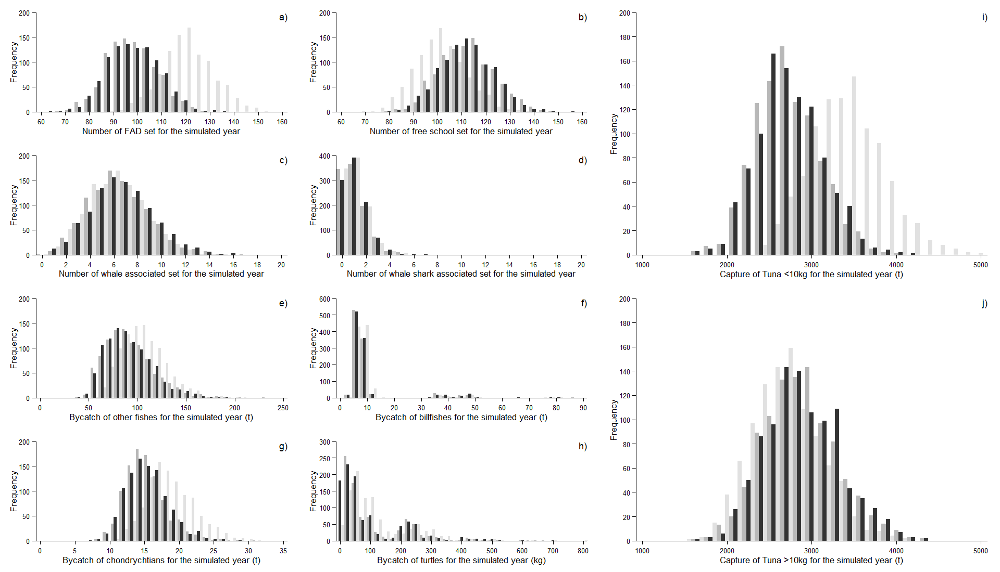 a)
200
150
100
50
0
Frequency
60 70 80 90 100 110 120 130 140 150 160
Number of FAD set for the simulated year
b)
200
150
100
50
0
Frequency
60 70 80 90 100 110 120 130 140 150 160
Number of free school set for the simulated year
c)
200
150
100
50
0
Frequency
0 2 4 6 8 10 12 14 16 18 20
Number of whale associated set for the simulated year
d)
400
300
200
100
0
Frequency
0 2 4 6 8 10 12 14 16 18 20
Number of whale shark associated set for the simulated year
e)
200
150
100
50
0
Frequency
0 50 100 150 200 250
Bycatch of other fishes for the simulated year (t)
f)
600
500
400
300
200
100
0
Frequency
0 10 20 30 40 50 60 70 80 90
Bycatch of billfishes for the simulated year (t)
g)
200
150
100
50
0
Frequency
0 5 10 15 20 25 30 35
Bycatch of chondrychtians for the simulated year (t)
h)
300
250
200
150
100
50
0
Frequency
0 100 200 300 400 500 600 700 800
Bycatch of turtles for the simulated year (kg)
i)
200
180
160
140
120
100
80
60
40
20
0
Frequency
1000 2000 3000 4000 5000
Capture of Tuna <10kg for the simulated year (t)
j)
200
180
160
140
120
100
80
60
40
20
0
Frequency
1000 2000 3000 4000 5000
Capture of Tuna >10kg for the simulated year (t)